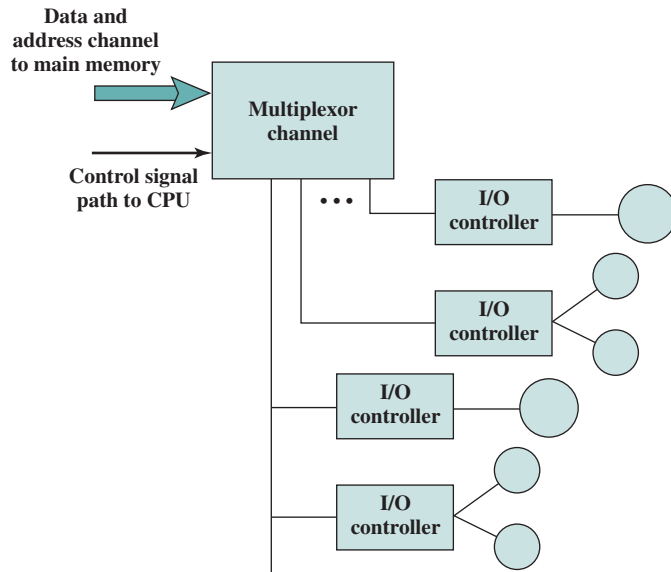 Data and
address channel
to main memory
Multiplexor
channel
Control signal
path to CPU
•••
I/O
controller
I/O
controller
I/O
controller
I/O
controller